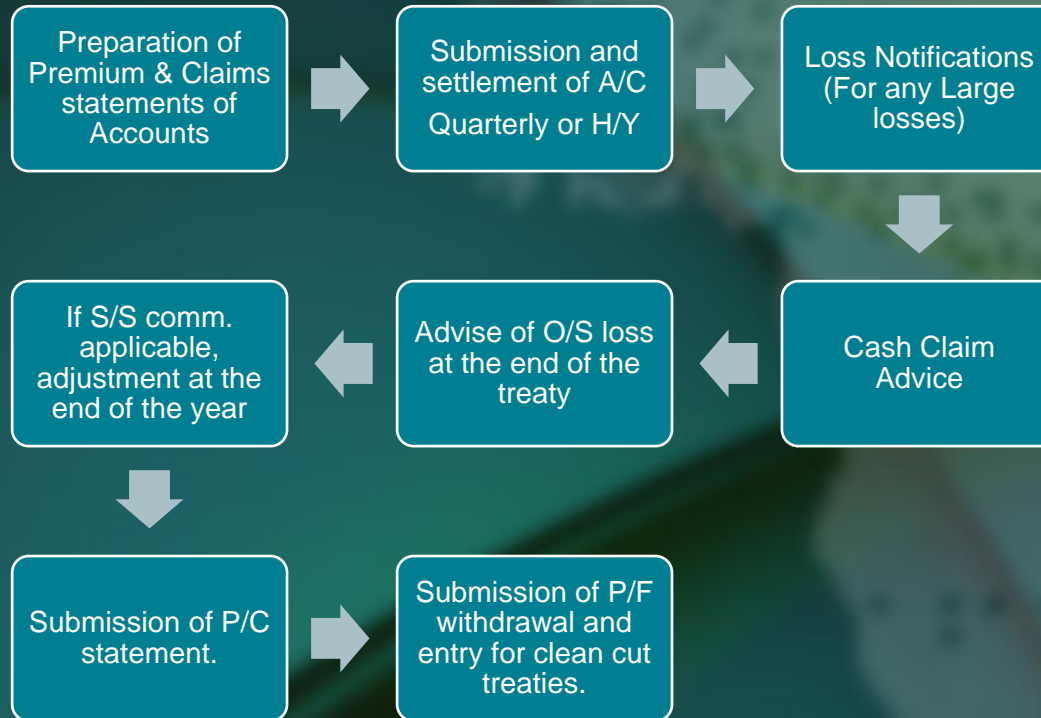 Preparation of
Premium & Claims
statements of
Accounts
Submission and
settlement of A/C
Quarterly or H/Y
Loss Notifications
(For any Large
losses)
Cash Claim
Advice
Advise of O/S loss
at the end of the
treaty
If S/S comm.
applicable,
adjustment at the
end of the year
Submission of P/C
statement.
Submission of P/F
withdrawal and
entry for clean cut
treaties.